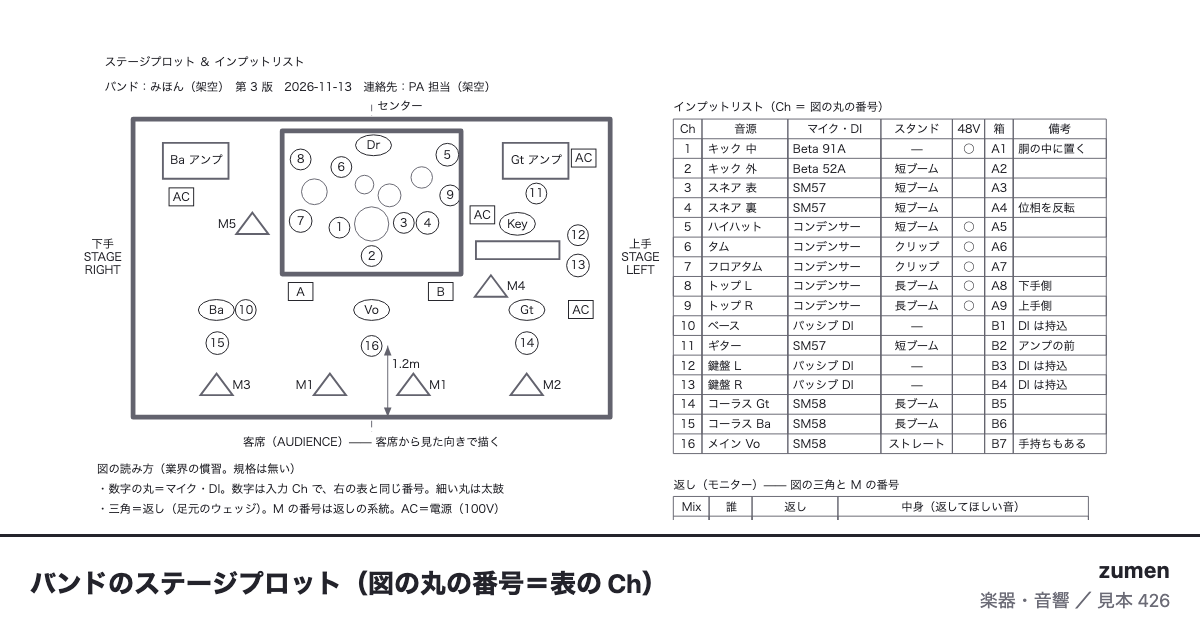 ステージプロット ＆ インプットリスト
バンド：みほん（架空） 第 3 版 2026-11-13 連絡先：PA 担当（架空）
センター
Ba アンプ
Dr
Gt アンプ
AC
8
6
5
AC
9
11
M5
7
1
3
4
AC
Key
12
2
13
下手
STAGE
RIGHT
上手
STAGE
LEFT
A
B
M4
Ba
10
Vo
Gt
AC
15
16
14
1.2m
M3
M1
M1
M2
客席（AUDIENCE）—— 客席から見た向きで描く
図の読み方（業界の慣習。規格は無い）
・数字の丸＝マイク・DI。数字は入力 Ch で、右の表と同じ番号。細い丸は太鼓
・三角＝返し（足元のウェッジ）。M の番号は返しの系統。AC＝電源（100V）
インプットリスト（Ch ＝ 図の丸の番号）
Ch 音源 マイク・DI スタンド 48V 箱 備考
1 キック 中 Beta 91A — ○ A1 胴の中に置く
2 キック 外 Beta 52A 短ブーム A2
3 スネア 表 SM57 短ブーム A3
4 スネア 裏 SM57 短ブーム A4 位相を反転
5 ハイハット コンデンサー 短ブーム ○ A5
6 タム コンデンサー クリップ ○ A6
7 フロアタム コンデンサー クリップ ○ A7
8 トップ L コンデンサー 長ブーム ○ A8 下手側
9 トップ R コンデンサー 長ブーム ○ A9 上手側
10 ベース パッシブ DI — B1 DI は持込
11 ギター SM57 短ブーム B2 アンプの前
12 鍵盤 L パッシブ DI — B3 DI は持込
13 鍵盤 R パッシブ DI — B4 DI は持込
14 コーラス Gt SM58 長ブーム B5
15 コーラス Ba SM58 長ブーム B6
16 メイン Vo SM58 ストレート B7 手持ちもある
返し（モニター）—— 図の三角と M の番号
Mix 誰 返し 中身（返してほしい音）
バンドのステージプロット（図の丸の番号＝表の Ch）
zumen
楽器・音響 ／ 見本 426